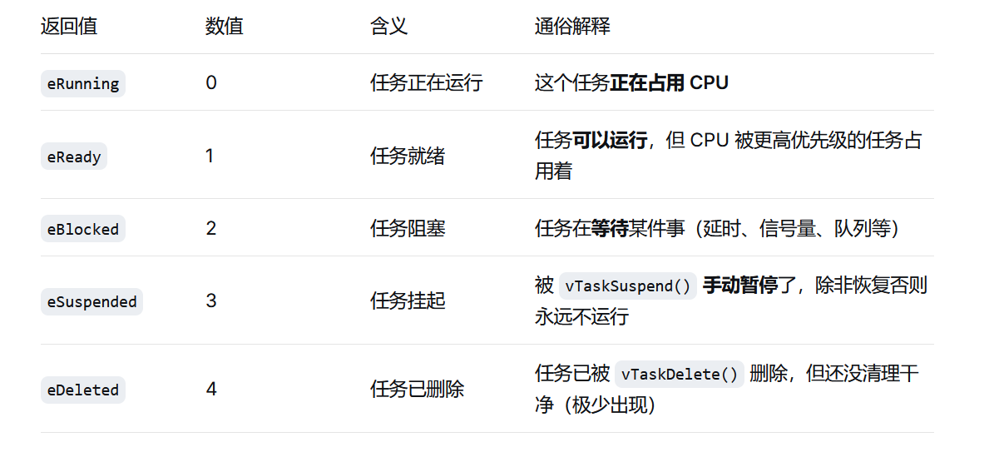 返回值 数值 含义 通俗解释
eRunning 0 任务正在运行 这个任务正在占用 CPU
eReady 1 任务就绪 任务可以运行，但 CPU 被更高优先级的任务占
用着
eBlocked 2 任务阻塞 任务在等待某件事（延时、信号量、队列等）
eSuspended 3 任务挂起 被 vTaskSuspend() 手动暂停了，除非恢复否则
永远不运行
eDeleted 4 任务已删除 任务已被 vTaskDelete() 删除，但还没清理干
净（极少出现）